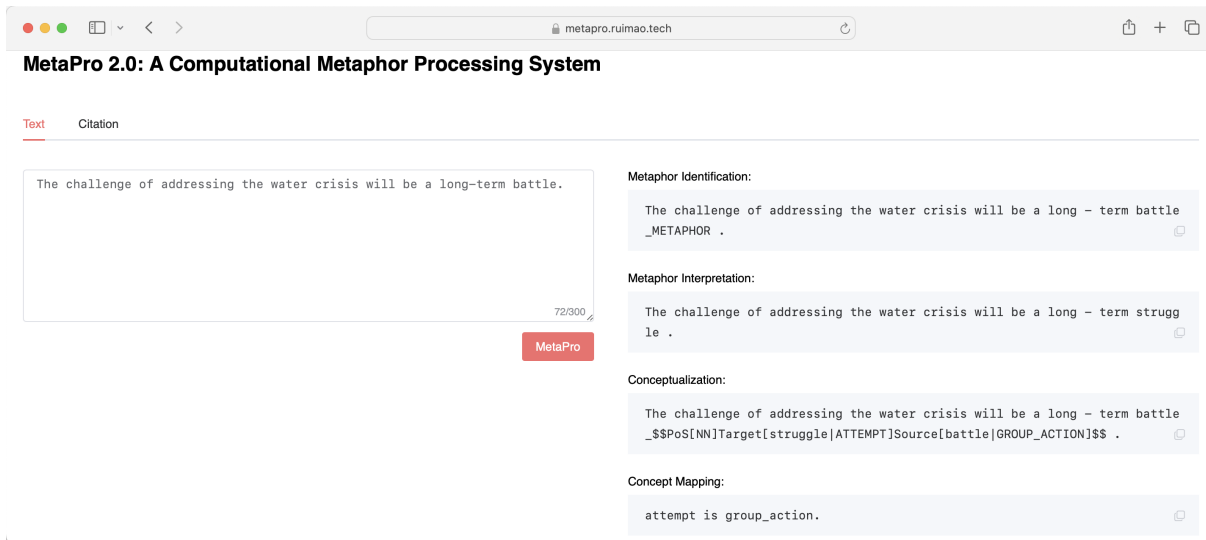 metapro.ruimao.tech
MetaPro 2.0: A Computational Metaphor Processing System
Text Citation
The challenge of addressing the water crisis will be a long-term battle.
72/300
MetaPro
Metaphor Identification:
The challenge of addressing the water crisis will be a long - term battle
_METAPHOR .
Metaphor Interpretation:
The challenge of addressing the water crisis will be a long - term strugg
le .
Conceptualization:
The challenge of addressing the water crisis will be a long - term battle
_$$PoS[NN]Target[struggle|ATTEMPT]Source[battle|GROUP_ACTION]$$ .
Concept Mapping:
attempt is group_action.